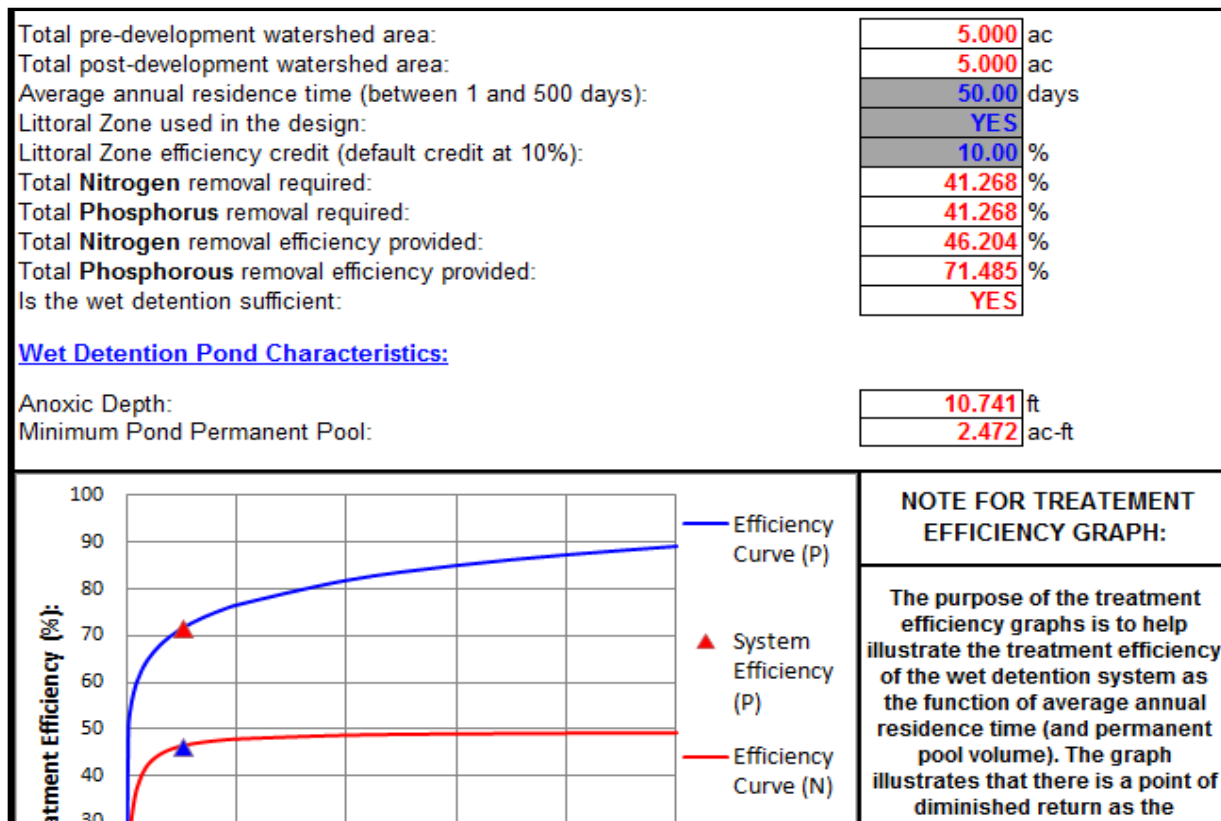 Total pre-development watershed area: 5.000 ac
Total post-development watershed area: 5.000 ac
Average annual residence time (between 1 and 500 days): 50.00 days
Littoral Zone used in the design: YES
Littoral Zone efficiency credit (default credit at 10%): 10.00 %
Total Nitrogen removal required: 41.268 %
Total Phosphorus removal required: 41.268 %
Total Nitrogen removal efficiency provided: 46.204 %
Total Phosphorous removal efficiency provided: 71.485 %
Is the wet detention sufficient: YES
Wet Detention Pond Characteristics:
Anoxic Depth: 10.741 ft
Minimum Pond Permanent Pool: 2.472 ac-ft
100
90
80
70
60
50
40
30
atment Efficiency (%):
Efficiency
Curve (P)
System
Efficiency
(P)
Efficiency
Curve (N)
NOTE FOR TREATEMENT
EFFICIENCY GRAPH:
The purpose of the treatment
efficiency graphs is to help
illustrate the treatment efficiency
of the wet detention system as
the function of average annual
residence time (and permanent
pool volume). The graph
illustrates that there is a point of
diminished return as the